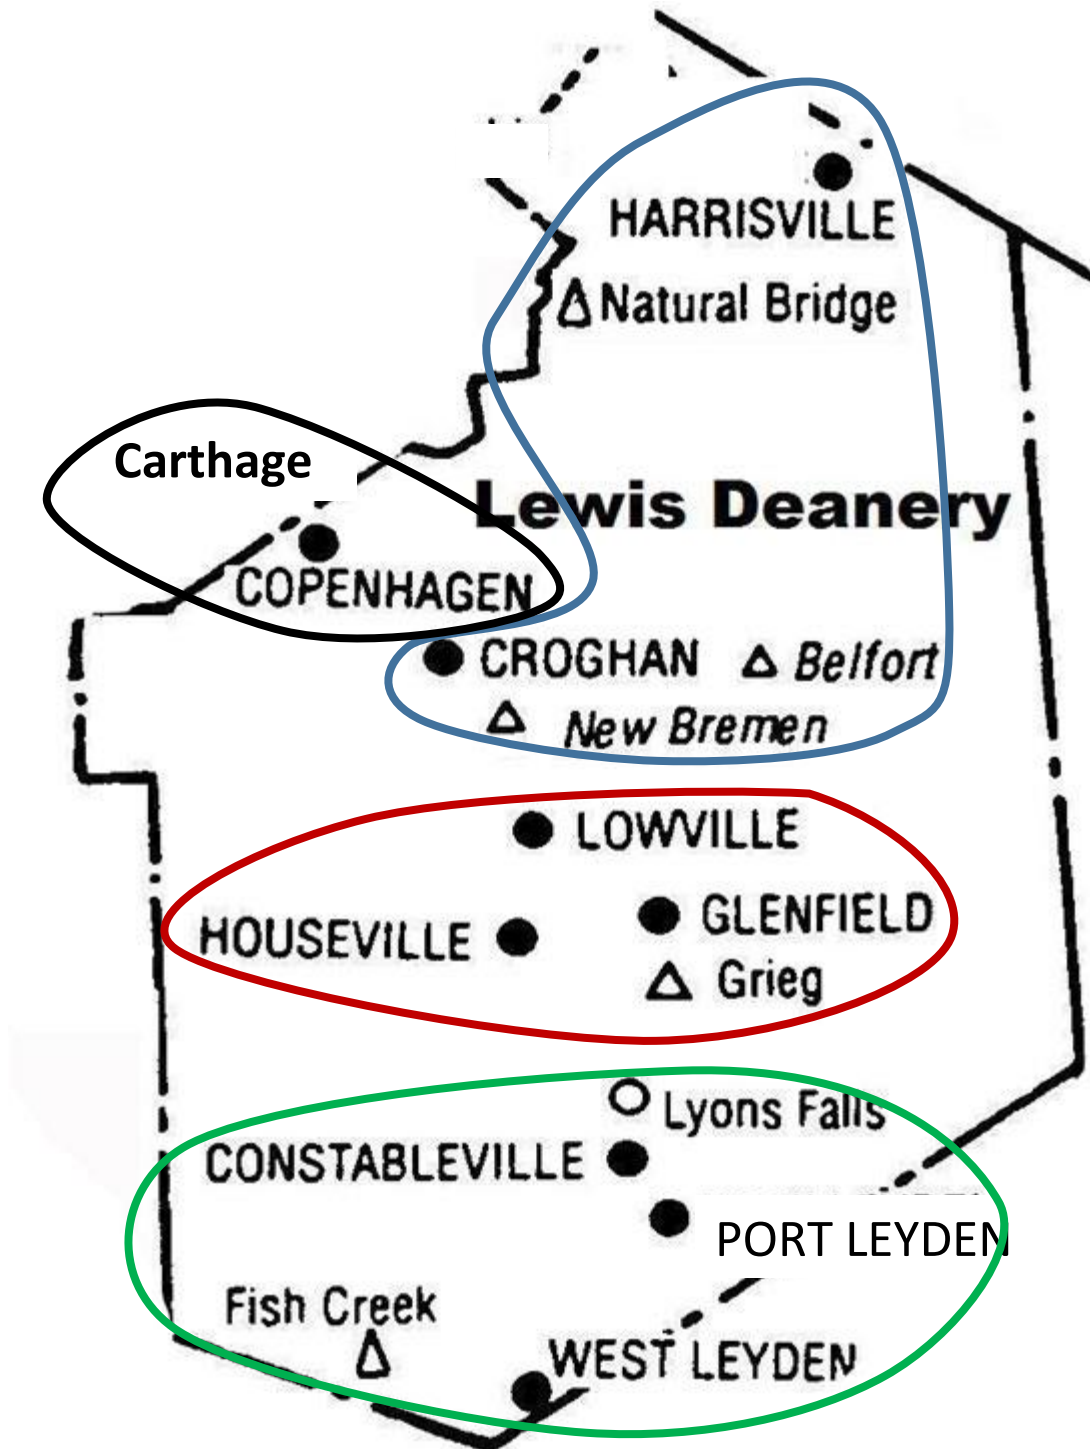 HARRISVILLE
Natural Bridge
Carthage
Lewis Deanery
COPENHAGEN
CROGHAN
Belfort
New Bremen
LOWVILLE
GLENFIELD
HOUSEVILLE
Grieg
Lyons Falls
CONSTABLEVILLE
PORT LEYDEN
Fish Creek
WEST LEYDEN